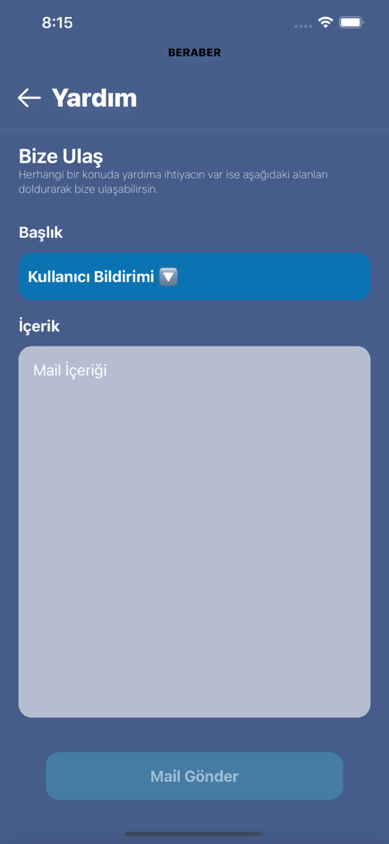 8:15
BERABER
Yardım
Bize Ulaş
Herhangi bir konuda yardıma ihtiyacın var ise aşağıdaki alanları
doldurarak bize ulaşabilirsin.
Başlık
Kullanıcı Bildirimi 🔽
İçerik
Mail İçeriği
Mail Gönder